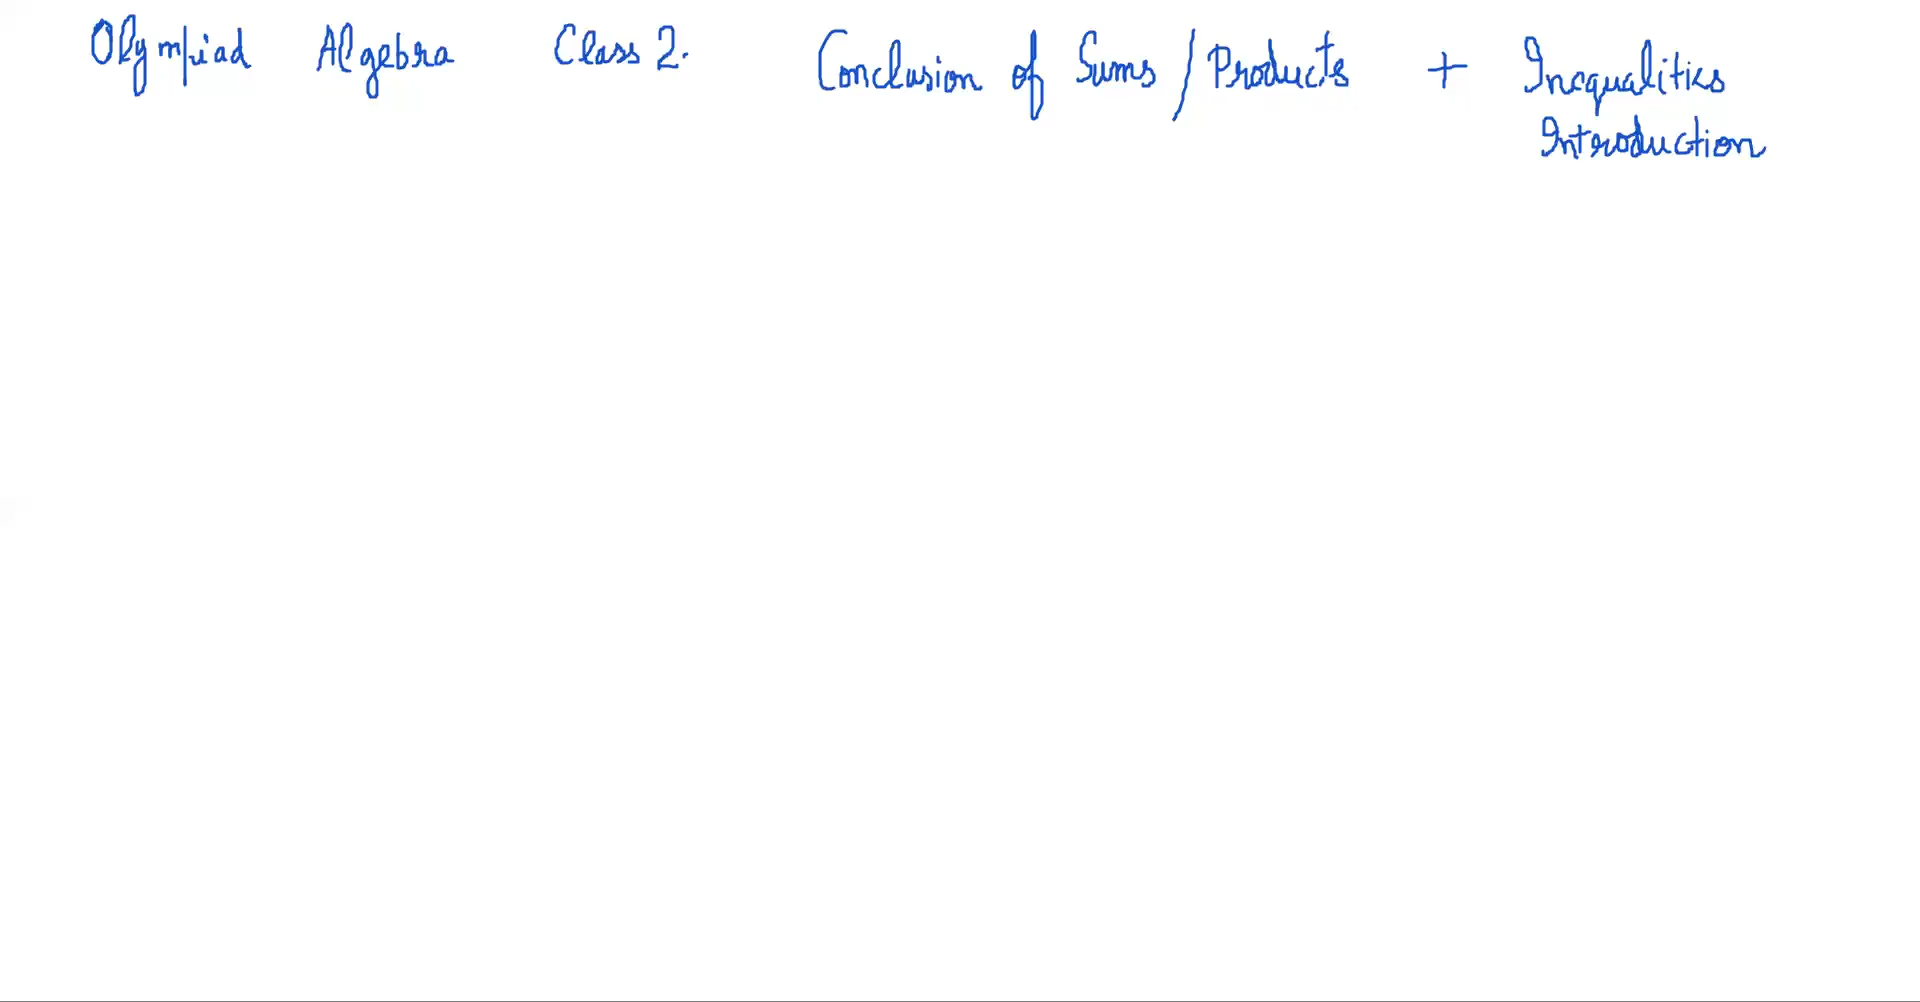 Olympiad Algebra Class 2. Conclusion of Sums / Products + Inequalities
Introduction